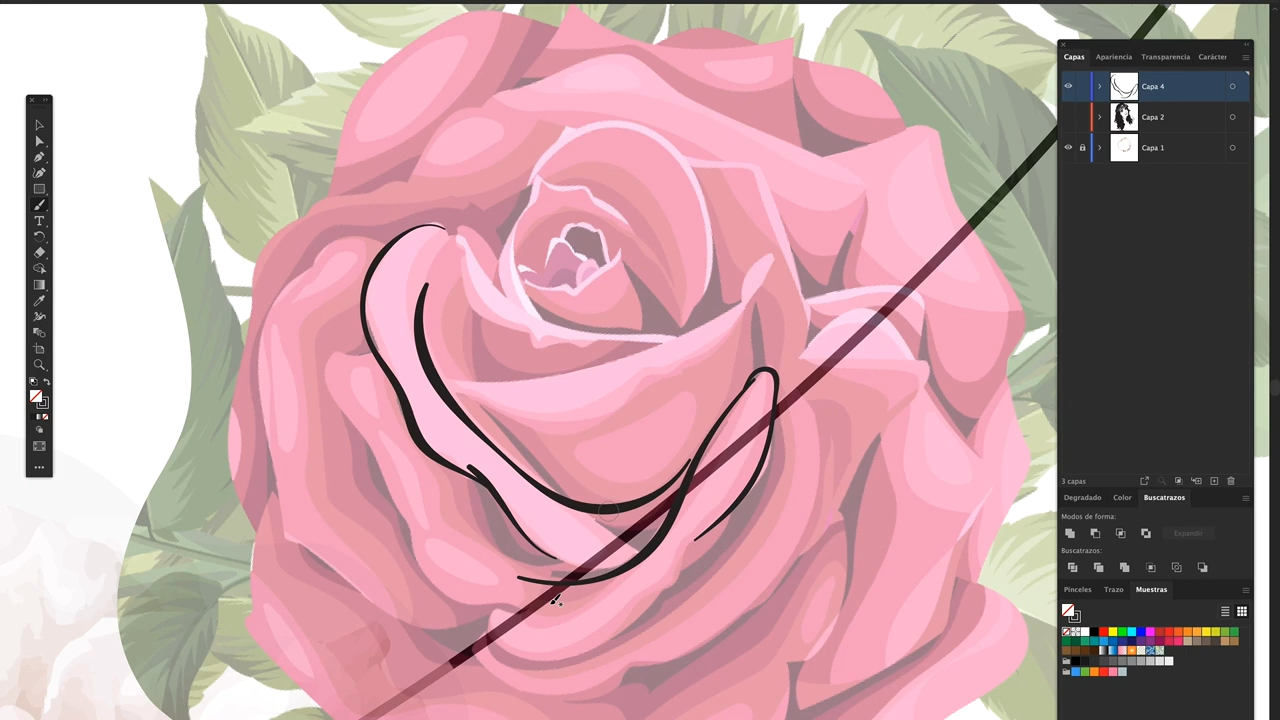 Capas Apariencia Transparencia Carácter
Capa 4
Capa 2
Capa 1
3 capas
Degradado Color Buscatrazos
Modos de forma:
Expandir
Buscatrazos:
Pinceles Trazo Muestras